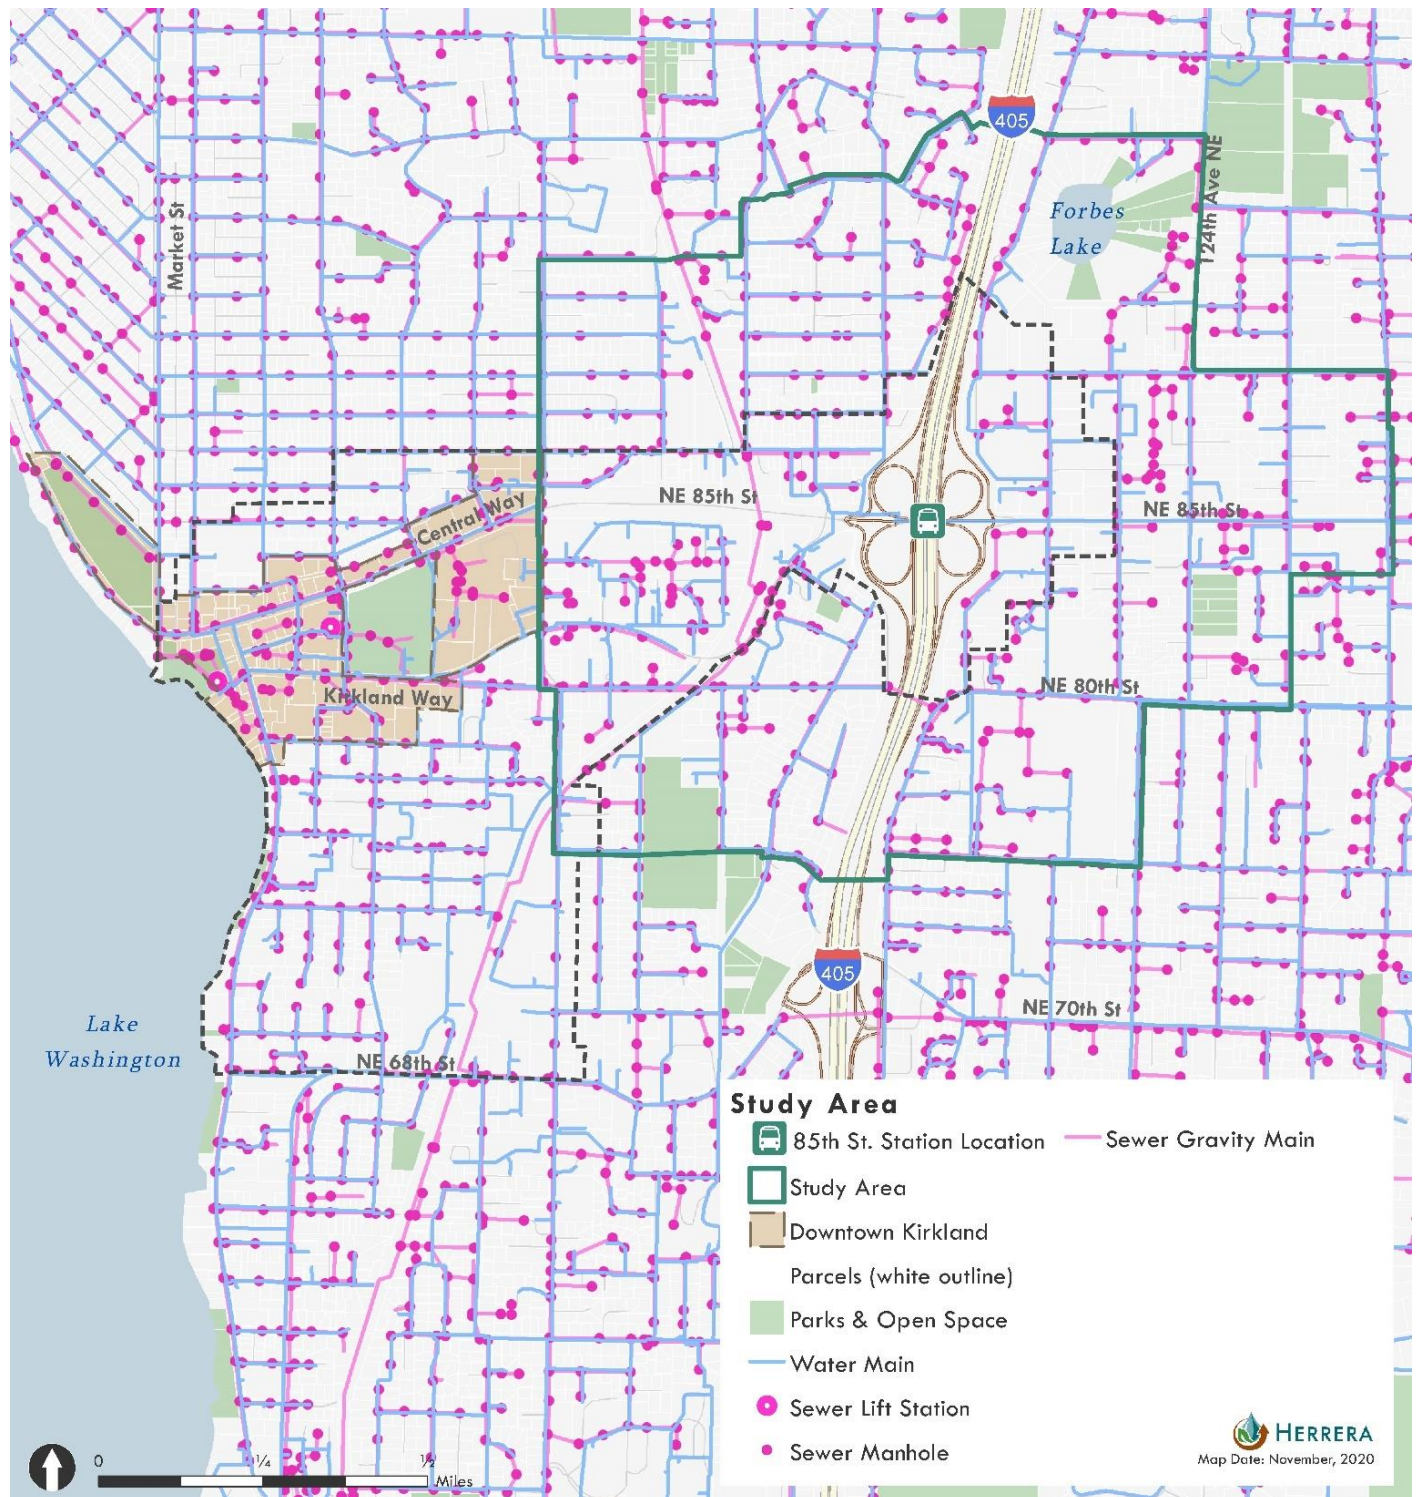 405
124th Ave NE
Market St
Forbes
Lake
NE 85th St
NE 85th St
Central Way
NE 80th St
Kirkland Way
405
NE 70th St
Lake
Washington
NE 68th St
Study Area
85th St. Station Location
Sewer Gravity Main
Study Area
Downtown Kirkland
Parcels (white outline)
Parks & Open Space
Water Main
Sewer Lift Station
Sewer Manhole
HERRERA
Map Date: November, 2020
0 ¼ ½
Miles